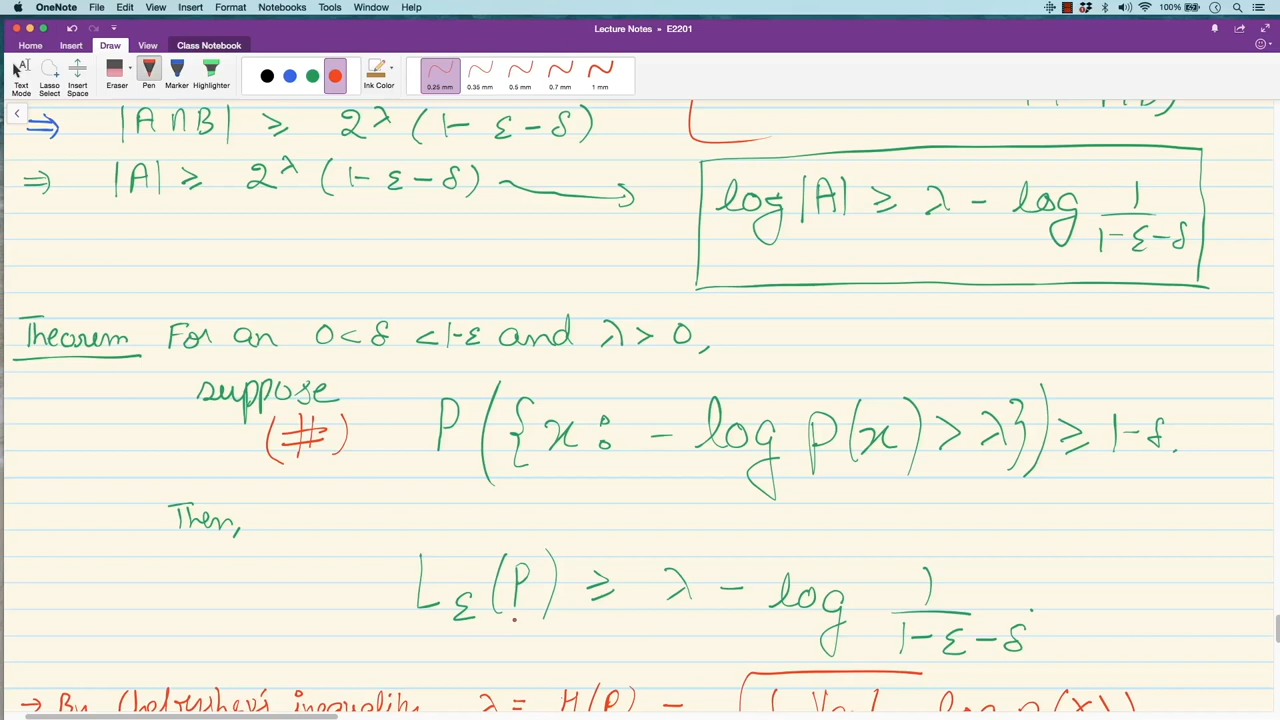 OneNote File Edit View Insert Format Notebooks Tools Window Help 100%
Lecture Notes » E2201
Home Insert Draw View Class Notebook
Text Mode Lasso Select Insert Space Eraser Pen Marker Highlighter Ink Color 0.25 mm 0.35 mm 0.5 mm 0.7 mm 1 mm
⇒ |A∩B| ≥ 2^λ (1-ε-δ)
⇒ |A| ≥ 2^λ (1-ε-δ) → log|A| ≥ λ - log 1/(1-ε-δ)
Theorem For an 0<δ<1-ε and λ>0,
suppose
(#) P({x: -log P(x) > λ}) ≥ 1-δ.
Then,
L_ε(P) ≥ λ - log 1/(1-ε-δ).
→ By Chebyshev's inequality, λ = H(P) -